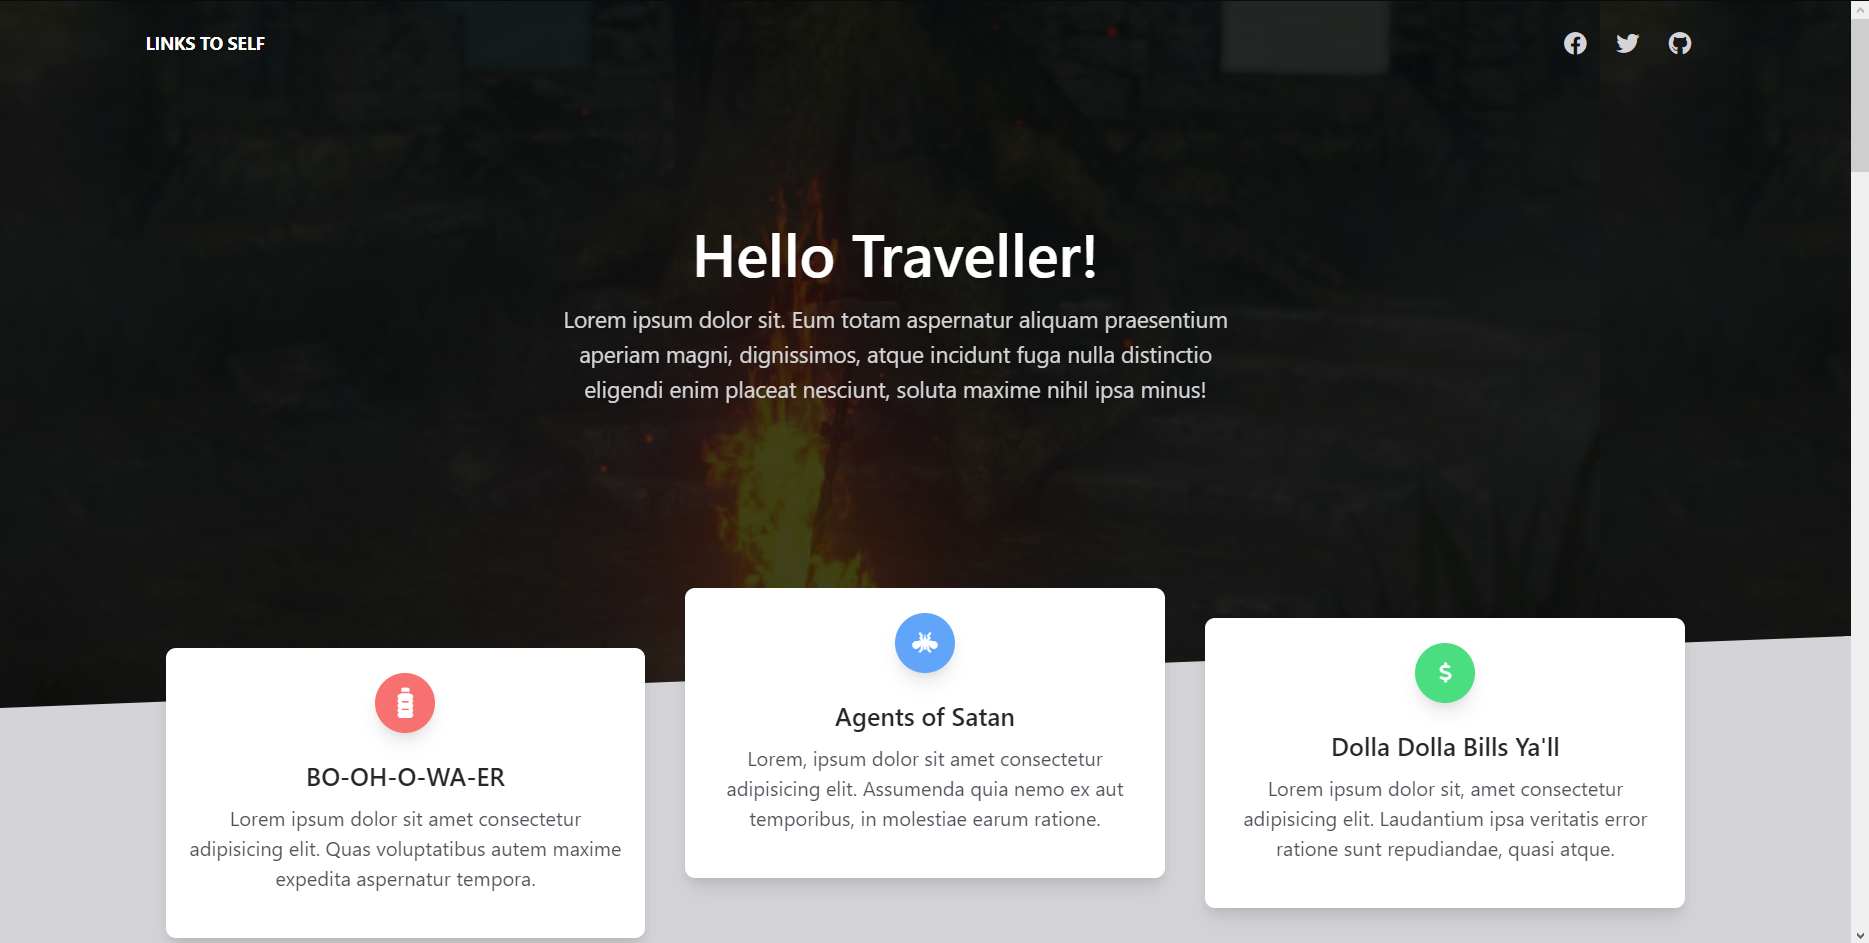 LINKS TO SELF
Hello Traveller!
Lorem ipsum dolor sit. Eum totam aspernatur aliquam praesentium
aperiam magni, dignissimos, atque incidunt fuga nulla distinctio
eligendi enim placeat nesciunt, soluta maxime nihil ipsa minus!
BO-OH-O-WA-ER
Lorem ipsum dolor sit amet consectetur
adipisicing elit. Quas voluptatibus autem maxime
expedita aspernatur tempora.
Agents of Satan
Lorem, ipsum dolor sit amet consectetur
adipisicing elit. Assumenda quia nemo ex aut
temporibus, in molestiae earum ratione.
$
Dolla Dolla Bills Ya'll
Lorem ipsum dolor sit, amet consectetur
adipisicing elit. Laudantium ipsa veritatis error
ratione sunt repudiandae, quasi atque.